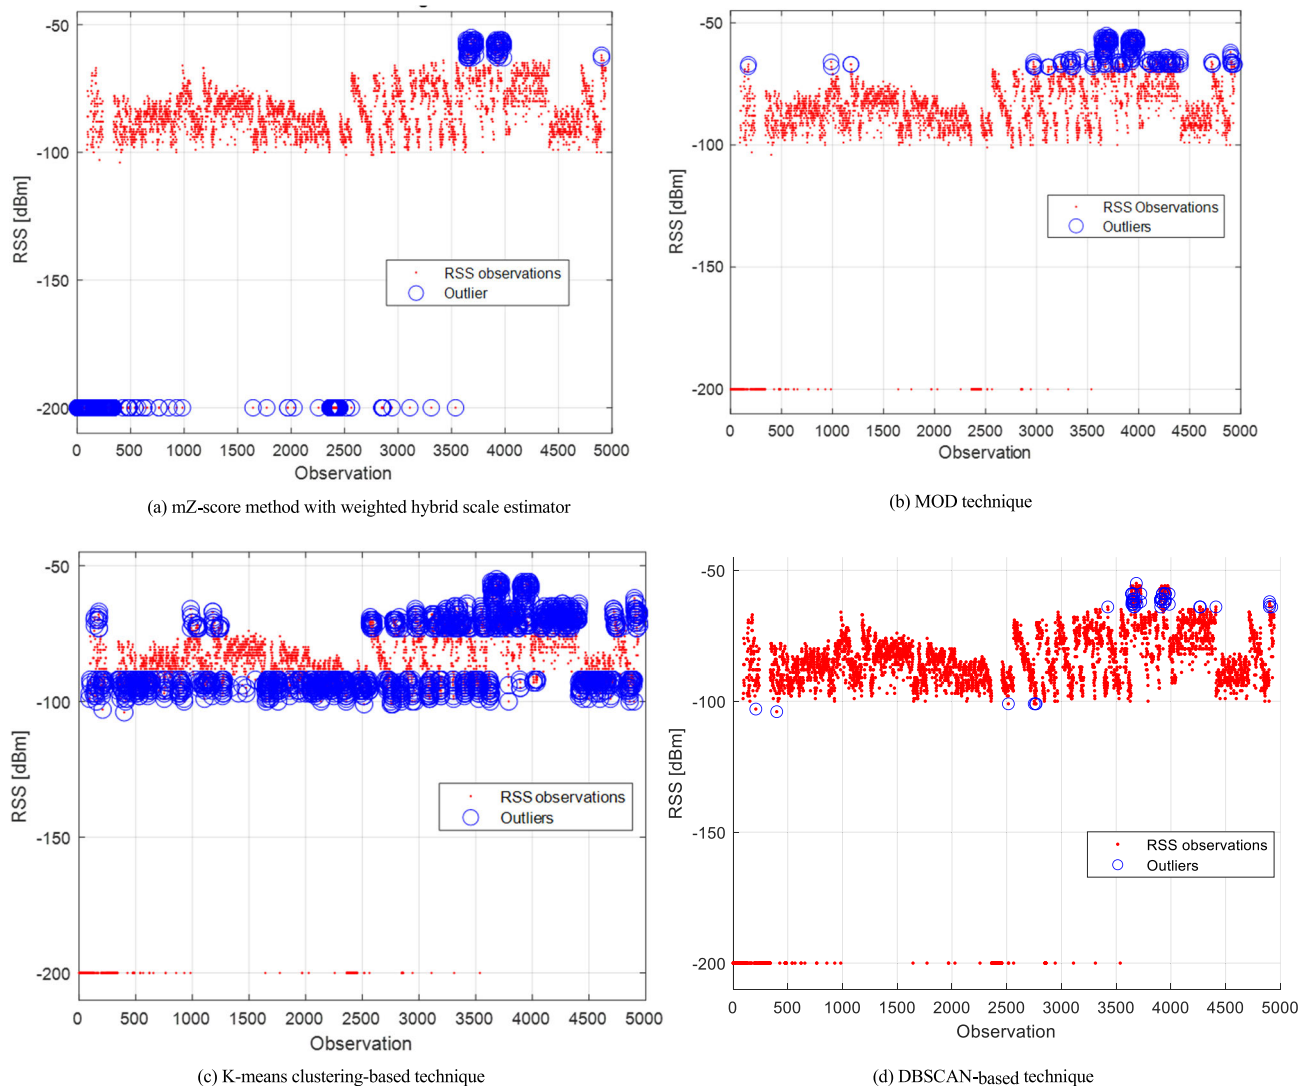 -50
-100
-150
-200
RSS [dBm]
RSS observations
Outlier
0 500 1000 1500 2000 2500 3000 3500 4000 4500 5000
Observation
(a) mZ-score method with weighted hybrid scale estimator
-50
-100
-150
-200
RSS [dBm]
RSS Observations
Outliers
0 500 1000 1500 2000 2500 3000 3500 4000 4500 5000
Observation
(b) MOD technique
-50
-100
-150
-200
RSS [dBm]
RSS observations
Outliers
0 500 1000 1500 2000 2500 3000 3500 4000 4500 5000
Observation
(c) K-means clustering-based technique
-50
-100
-150
-200
RSS [dBm]
RSS observations
Outliers
0 500 1000 1500 2000 2500 3000 3500 4000 4500 5000
Observation
(d) DBSCAN-based technique